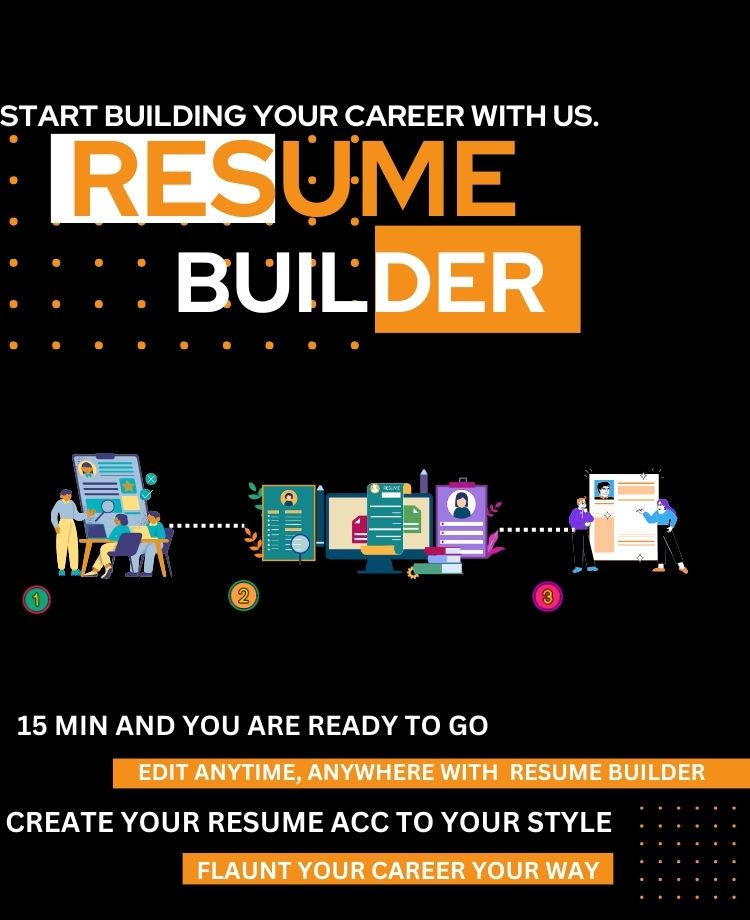 START BUILDING YOUR CAREER WITH US.
RESUME
BUILDER
RESUME
1
2
3
15 MIN AND YOU ARE READY TO GO
EDIT ANYTIME, ANYWHERE WITH RESUME BUILDER
CREATE YOUR RESUME ACC TO YOUR STYLE
FLAUNT YOUR CAREER YOUR WAY